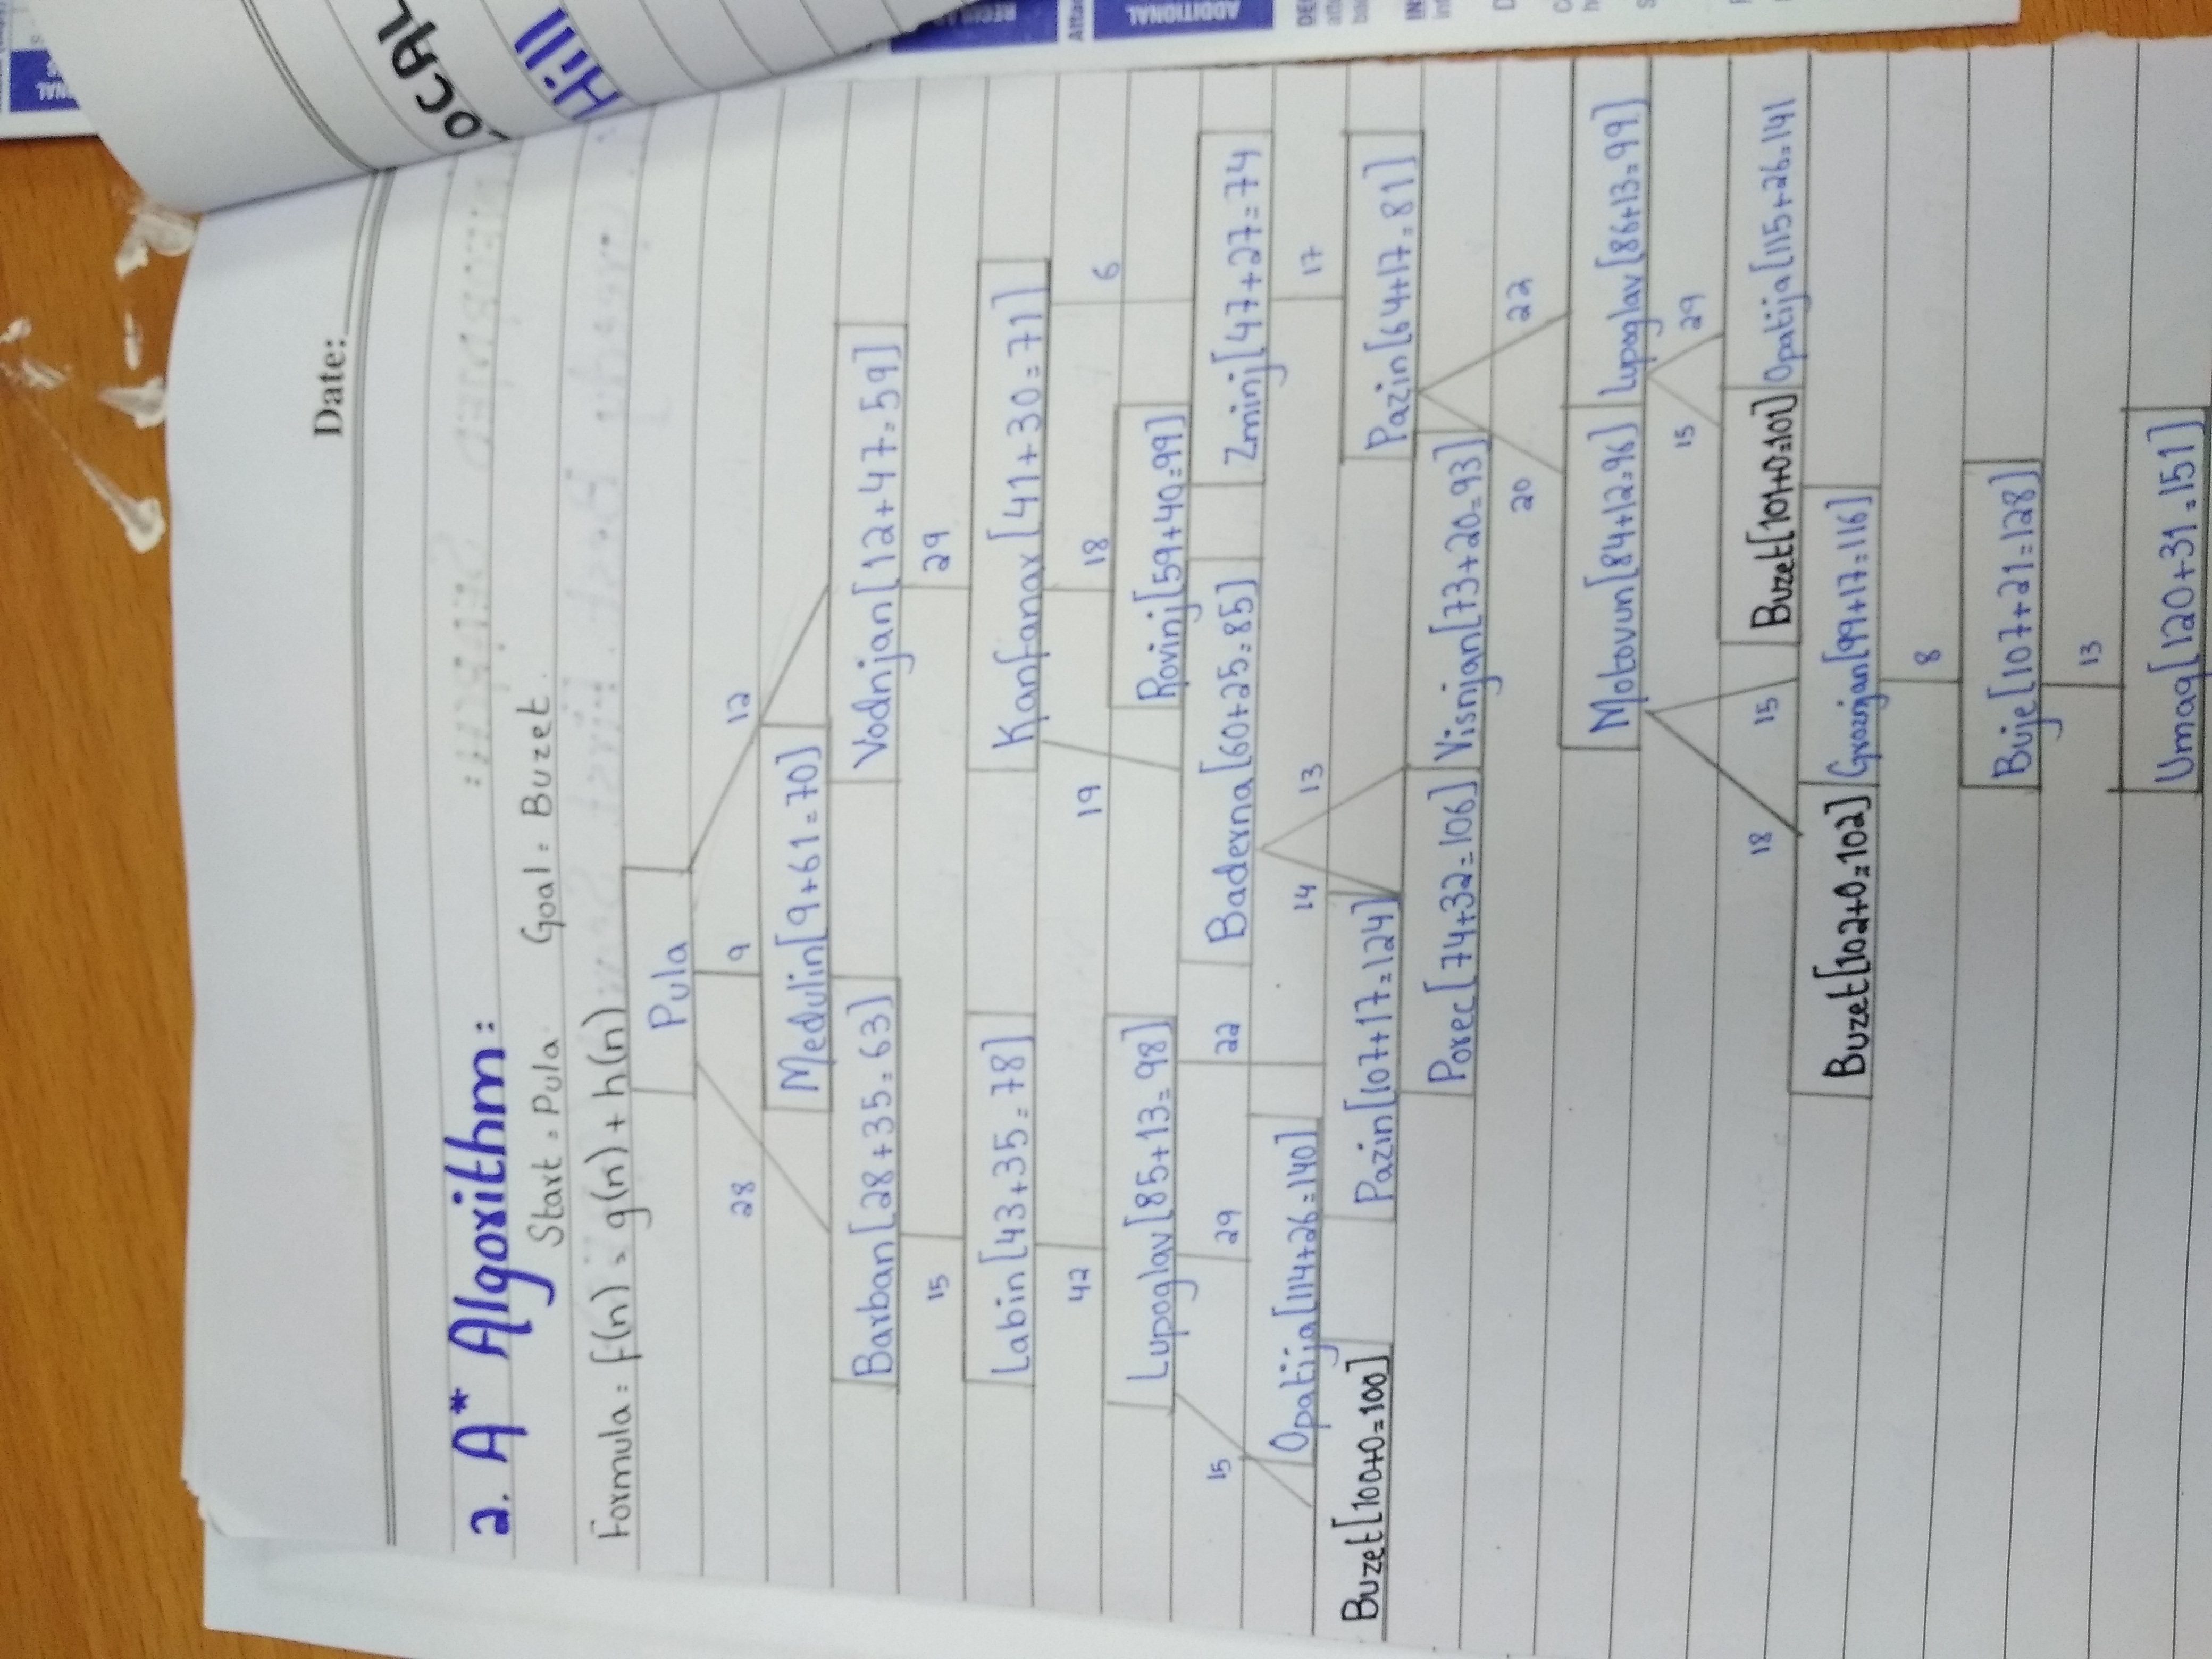 Date:
OCAL
Hill
ADDITIONAL
2. A* Algorithm:
Start = Pula Goal = Buzet
Formula = f(n) = g(n) + h(n)
Pula
28 9 12
Medulin[9+61=70]
Barban[28+35=63] Vodnjan[12+47=59]
15 29
Labin[43+35=78] Kanfanar[41+30=71]
42 19 18 6
Lupoglav[85+13=98] Rovinj[59+40=99]
15 29 22 Baderna[60+25=85] Zminj[47+27=74
Opatija[114+26=140] 14 13 17
Buzet[100+0=100] Pazin[107+17=124] Pazin[64+17=81]
Porec[74+32=106] Visnjan[73+20=93]
20 22
Motovun[84+12=96] Lupoglav[86+13=99]
15 29
18 15 Buzet[101+0=101] Opatija[115+26=141
Buzet[102+0=102] Groznjan[99+17=116]
8
Buje[107+21=128]
13
Umag[120+31=151]